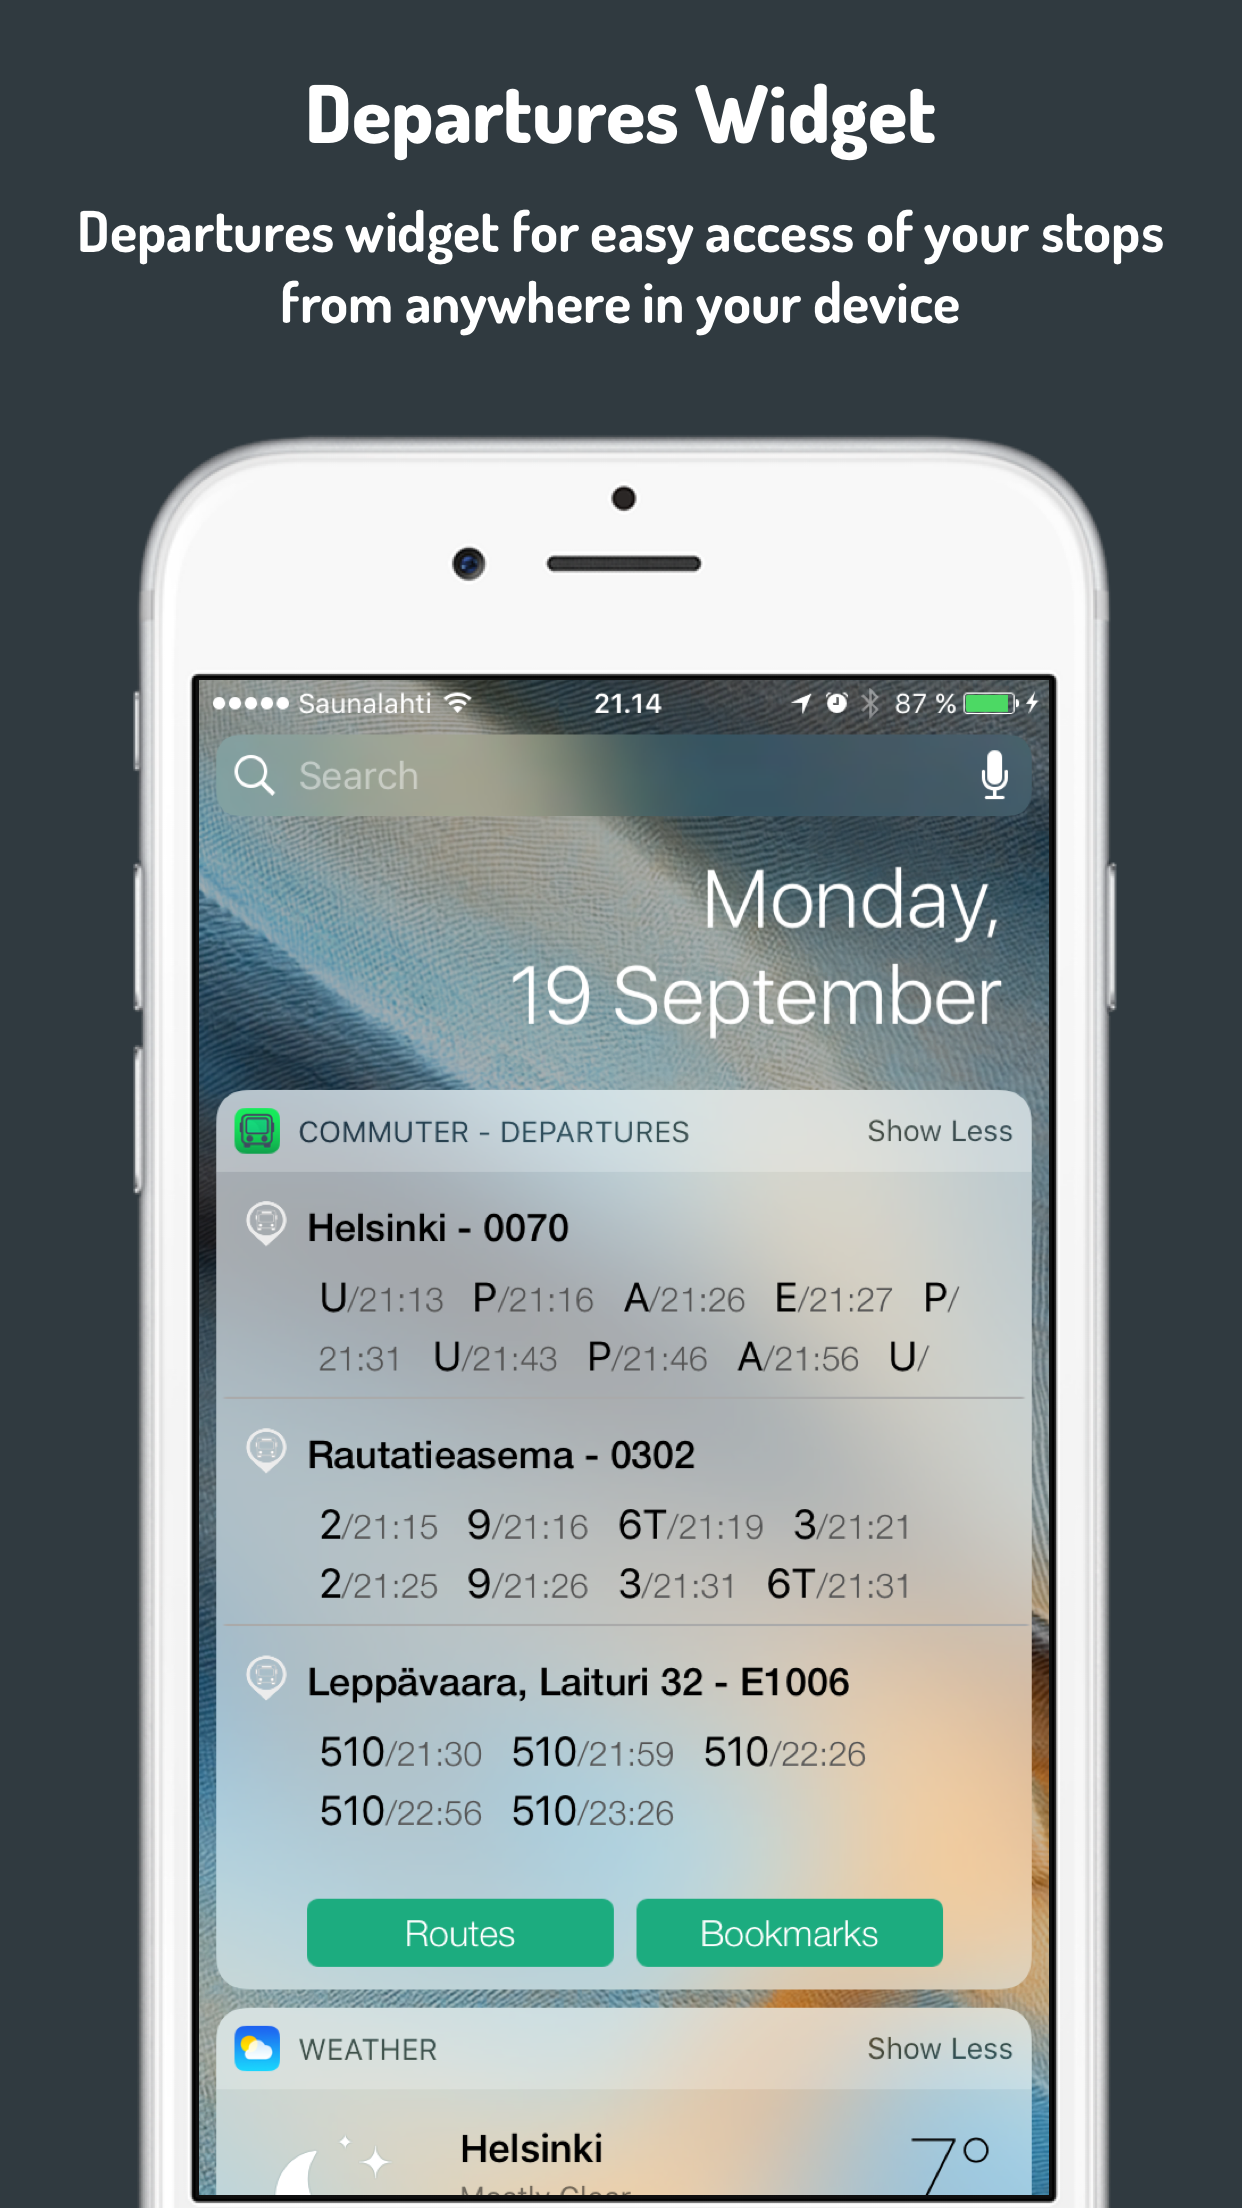 Departures Widget
Departures widget for easy access of your stops
from anywhere in your device
Saunalahti 21.14 87 %
Search
Monday,
19 September
COMMUTER - DEPARTURES Show Less
Helsinki - 0070
U/21:13 P/21:16 A/21:26 E/21:27 P/
21:31 U/21:43 P/21:46 A/21:56 U/
Rautatieasema - 0302
2/21:15 9/21:16 6T/21:19 3/21:21
2/21:25 9/21:26 3/21:31 6T/21:31
Leppävaara, Laituri 32 - E1006
510/21:30 510/21:59 510/22:26
510/22:56 510/23:26
Routes Bookmarks
WEATHER Show Less
Helsinki 7°
Mostly Clear